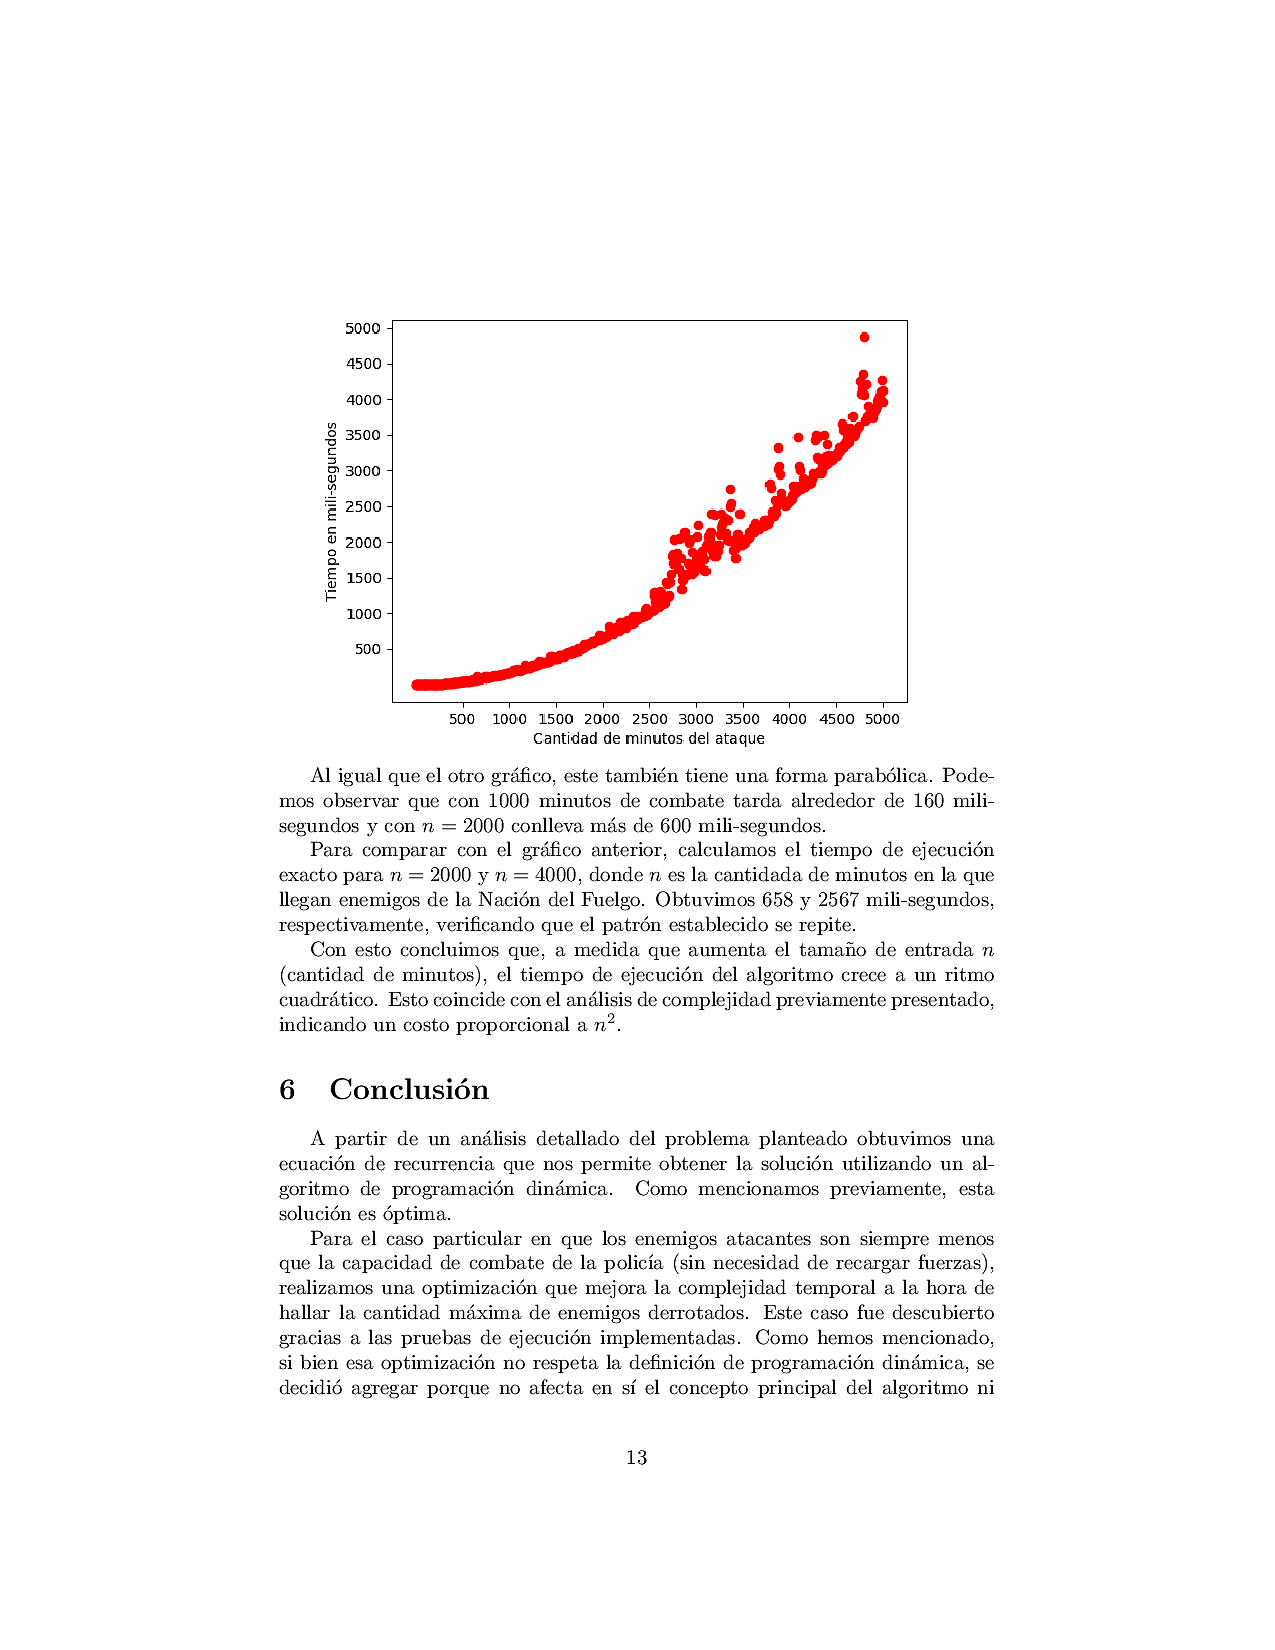 5000
4500
4000
3500
3000
2500
2000
1500
1000
500
Tiempo en mili-segundos
500 1000 1500 2000 2500 3000 3500 4000 4500 5000
Cantidad de minutos del ataque
Al igual que el otro gráfico, este también tiene una forma parabólica. Pode-
mos observar que con 1000 minutos de combate tarda alrededor de 160 mili-
segundos y con n = 2000 conlleva más de 600 mili-segundos.
Para comparar con el gráfico anterior, calculamos el tiempo de ejecución
exacto para n = 2000 y n = 4000, donde n es la cantidada de minutos en la que
llegan enemigos de la Nación del Fuelgo. Obtuvimos 658 y 2567 mili-segundos,
respectivamente, verificando que el patrón establecido se repite.
Con esto concluimos que, a medida que aumenta el tamaño de entrada n
(cantidad de minutos), el tiempo de ejecución del algoritmo crece a un ritmo
cuadrático. Esto coincide con el análisis de complejidad previamente presentado,
indicando un costo proporcional a n².
6 Conclusión
A partir de un análisis detallado del problema planteado obtuvimos una
ecuación de recurrencia que nos permite obtener la solución utilizando un al-
goritmo de programación dinámica. Como mencionamos previamente, esta
solución es óptima.
Para el caso particular en que los enemigos atacantes son siempre menos
que la capacidad de combate de la policía (sin necesidad de recargar fuerzas),
realizamos una optimización que mejora la complejidad temporal a la hora de
hallar la cantidad máxima de enemigos derrotados. Este caso fue descubierto
gracias a las pruebas de ejecución implementadas. Como hemos mencionado,
si bien esa optimización no respeta la definición de programación dinámica, se
decidió agregar porque no afecta en sí el concepto principal del algoritmo ni
13